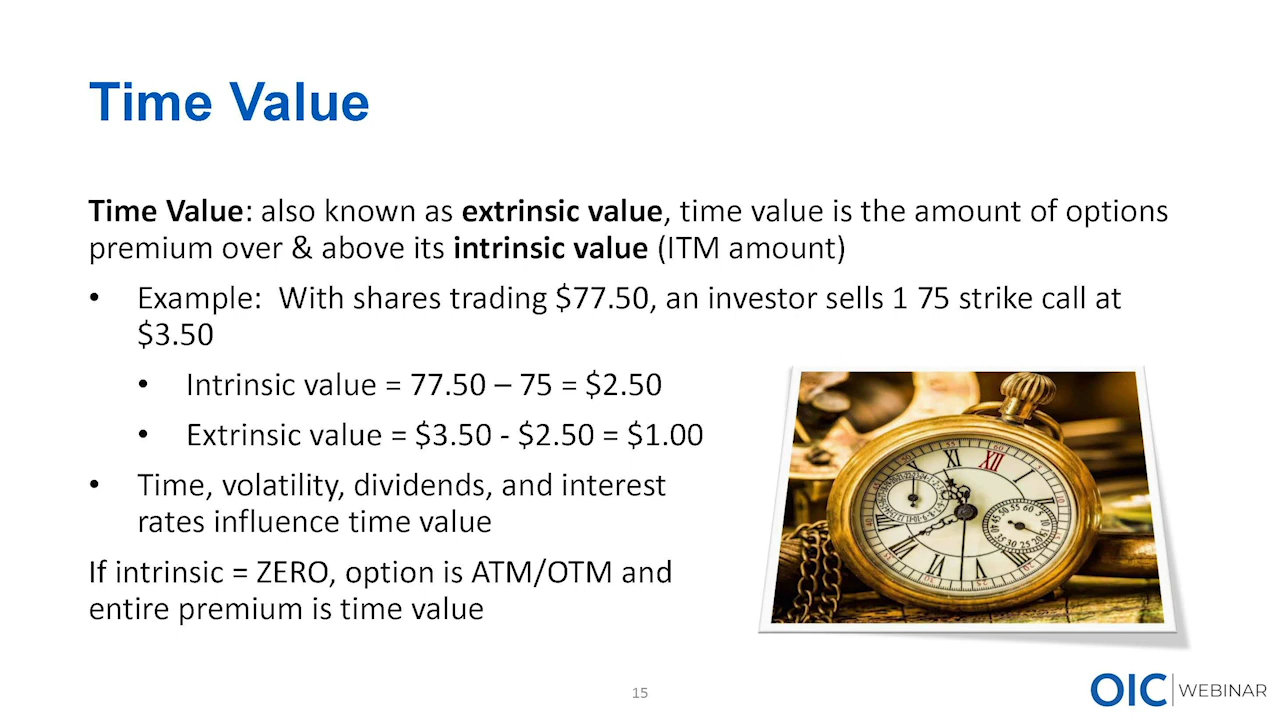 Time Value
Time Value: also known as extrinsic value, time value is the amount of options
premium over & above its intrinsic value (ITM amount)
• Example:  With shares trading $77.50, an investor sells 1 75 strike call at
$3.50
• Intrinsic value = 77.50 – 75 = $2.50
• Extrinsic value = $3.50 - $2.50 = $1.00
• Time, volatility, dividends, and interest
rates influence time value
If intrinsic = ZERO, option is ATM/OTM and
entire premium is time value
XI XII I
15
OIC WEBINAR